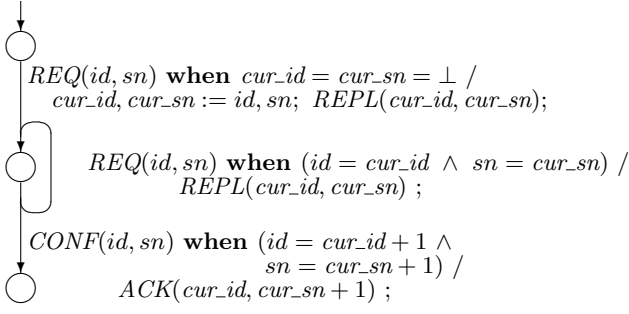 REQ(id, sn) when cur_id = cur_sn = ⊥ /
cur_id, cur_sn := id, sn; REPL(cur_id, cur_sn);
REQ(id, sn) when (id = cur_id ∧ sn = cur_sn) /
REPL(cur_id, cur_sn) ;
CONF(id, sn) when (id = cur_id + 1 ∧
sn = cur_sn + 1) /
ACK(cur_id, cur_sn + 1) ;